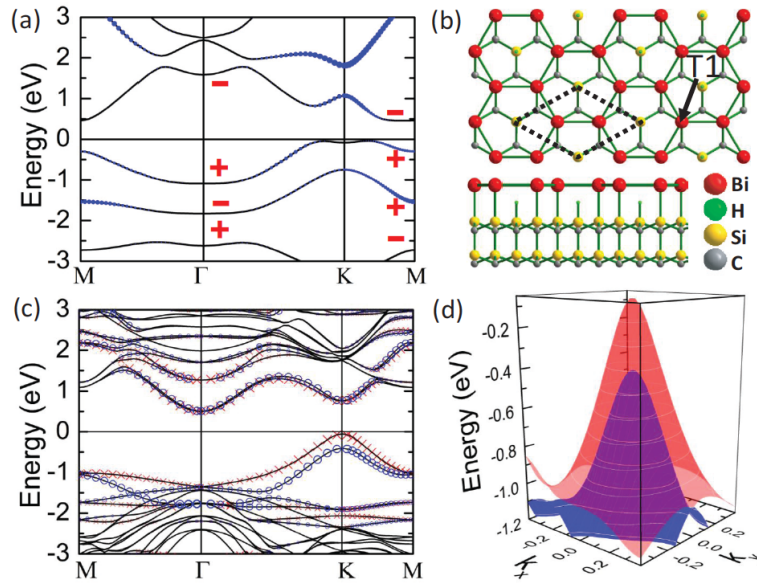 (a)
3
2
1
0
-1
-2
-3
Energy (eV)
M
Γ
K
M
−
+
−
+
−
+
+
−
(b)
T1
Bi
H
Si
C
(c)
3
2
1
0
-1
-2
-3
Energy (eV)
M
Γ
K
M
(d)
-0.2
-0.4
-0.6
-0.8
-1.0
-1.2
Energy (eV)
-0.2
0.0
0.2
Kx
-0.2
0.0
0.2
Ky